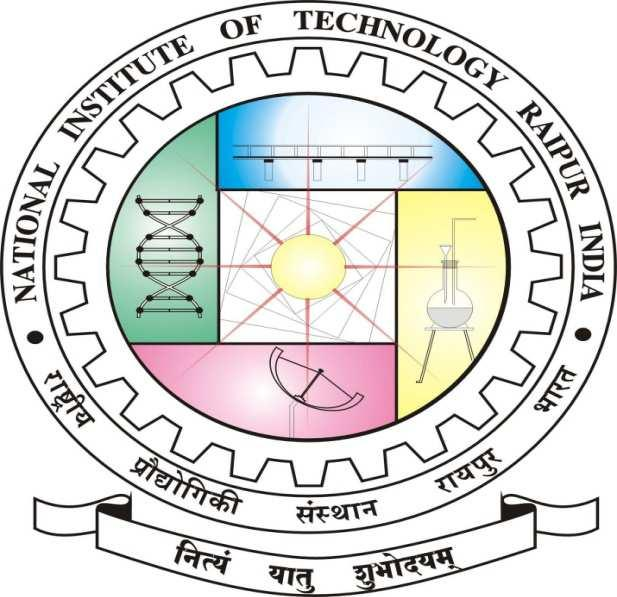 NATIONAL INSTITUTE OF TECHNOLOGY RAIPUR INDIA
राष्ट्रीय प्रौद्योगिकी संस्थान रायपुर भारत
नित्यं यातु शुभोदयम्